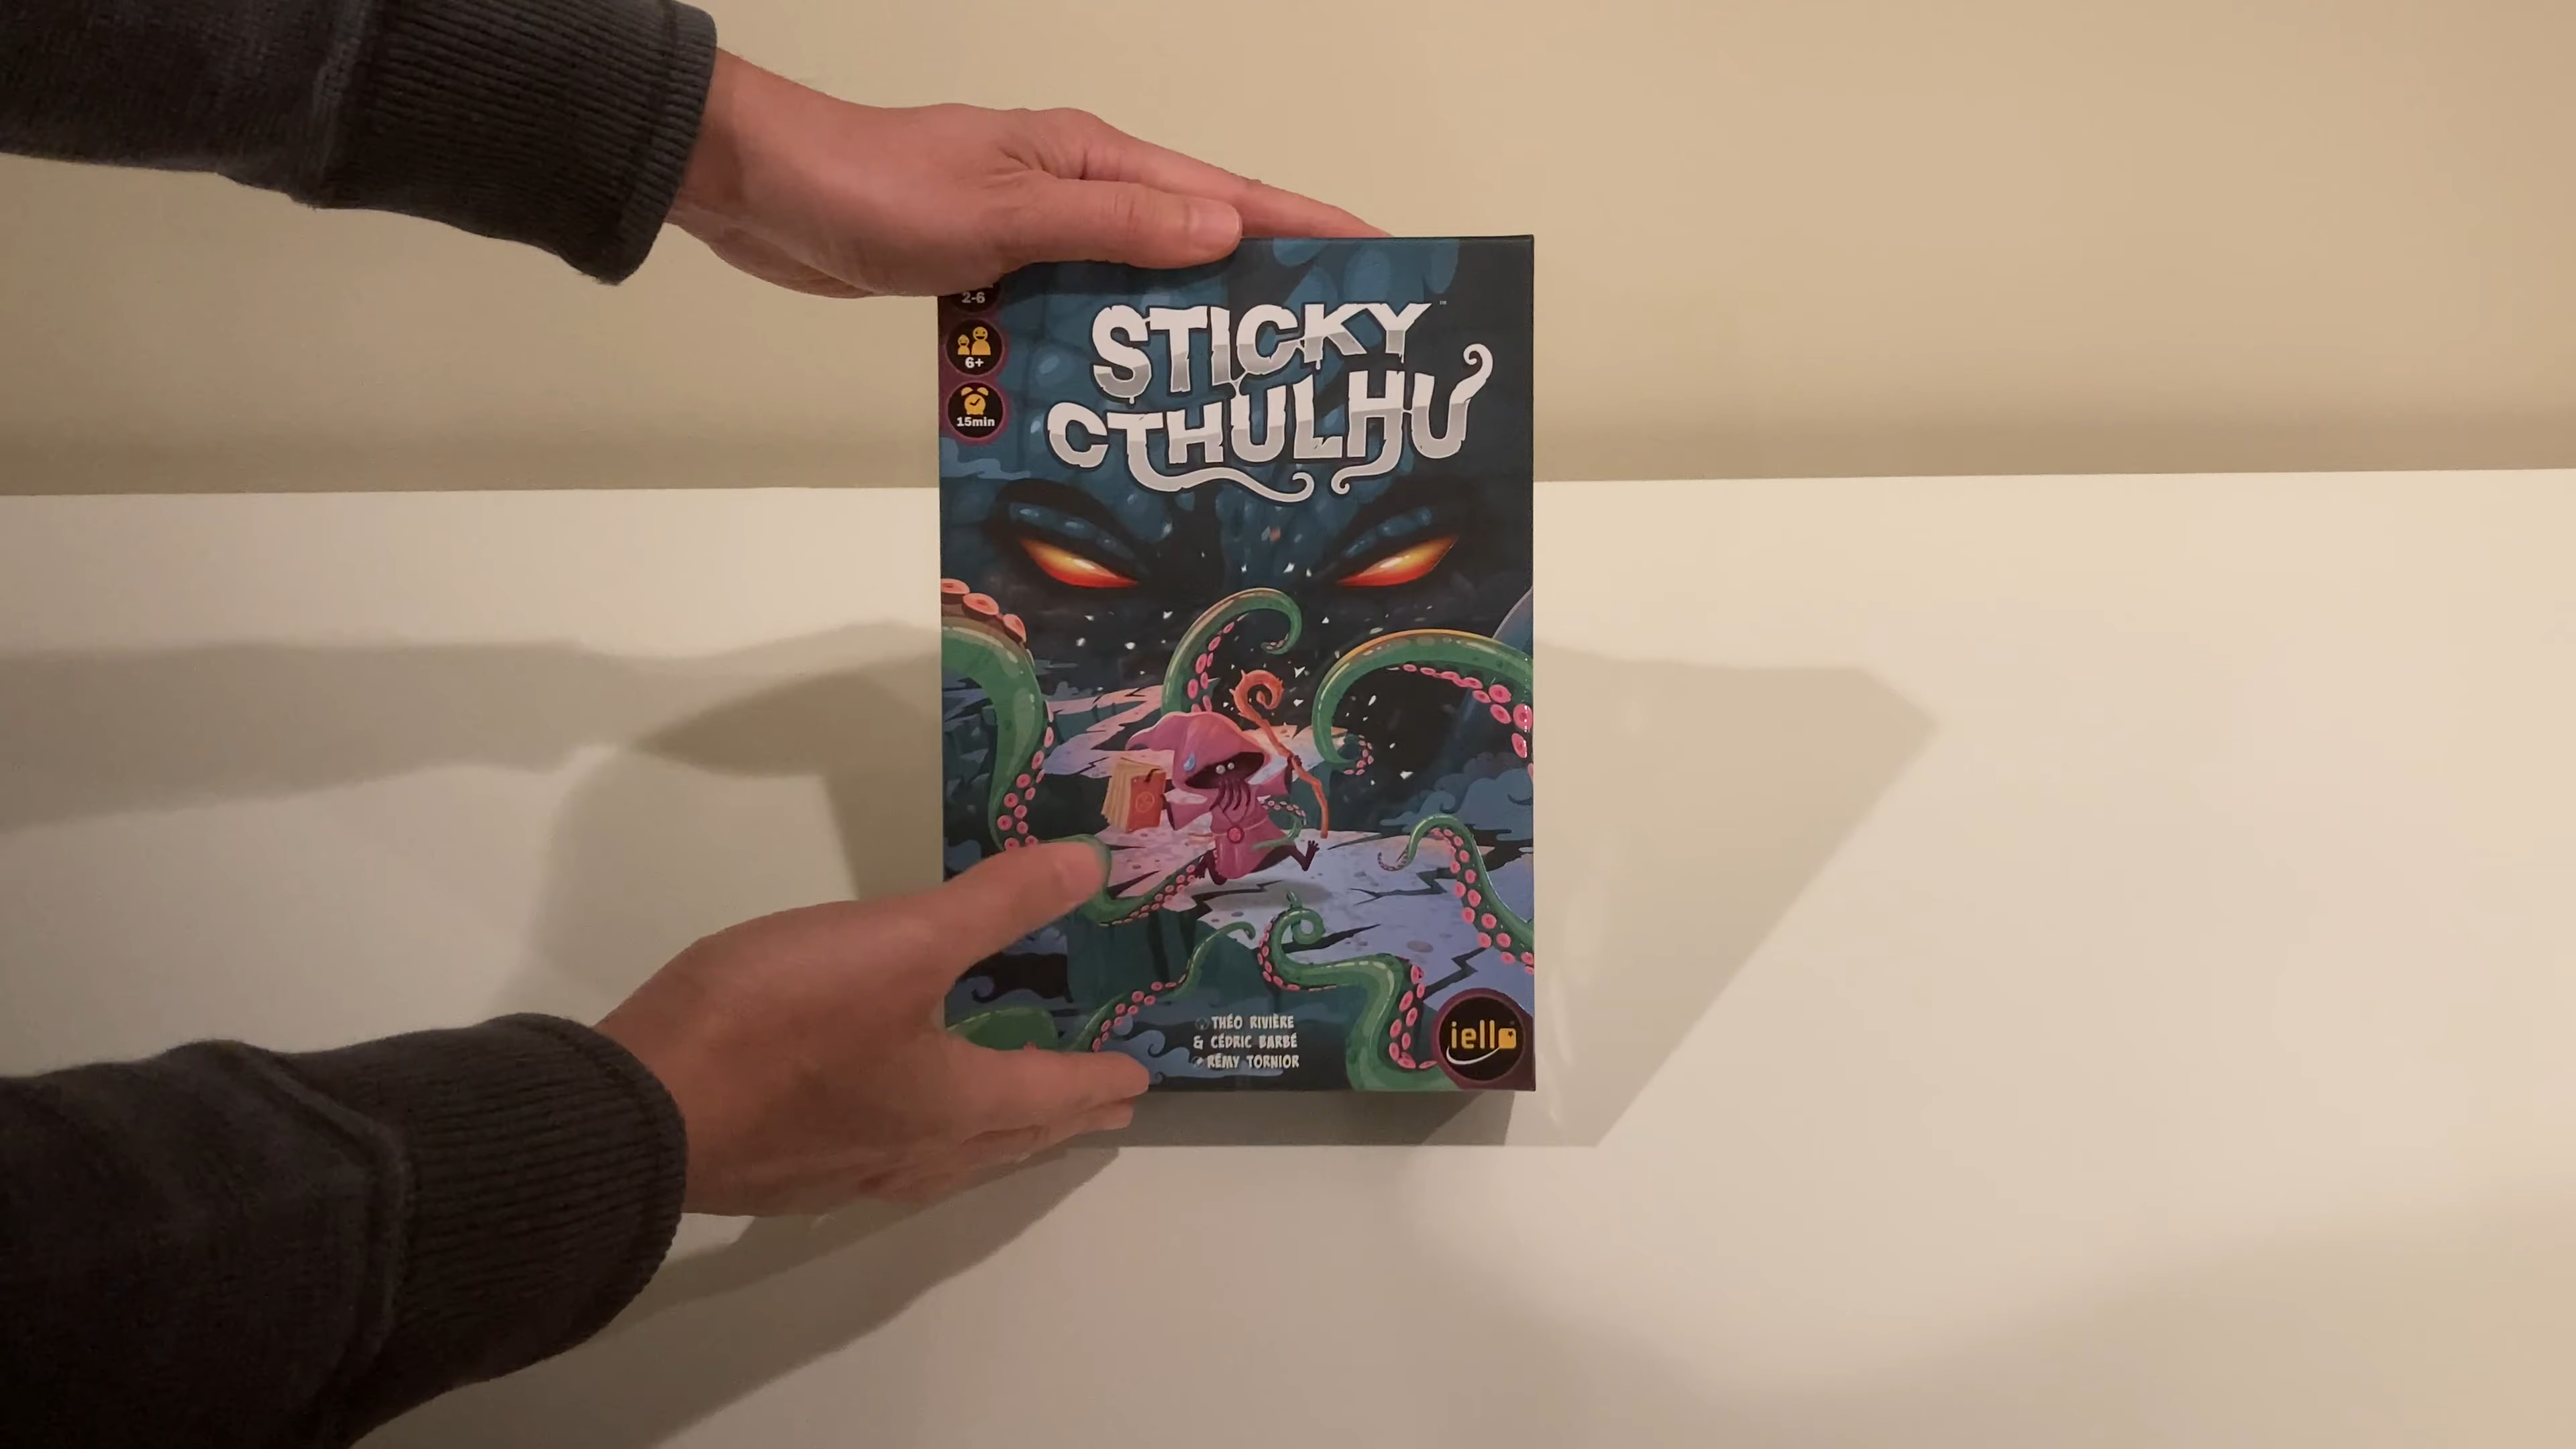 2-6
6+
15min
STICKY
CTHULHU
THÉO RIVIÈRE
& CÉDRIC BARBÉ
RÉMY TORNIOR
iello